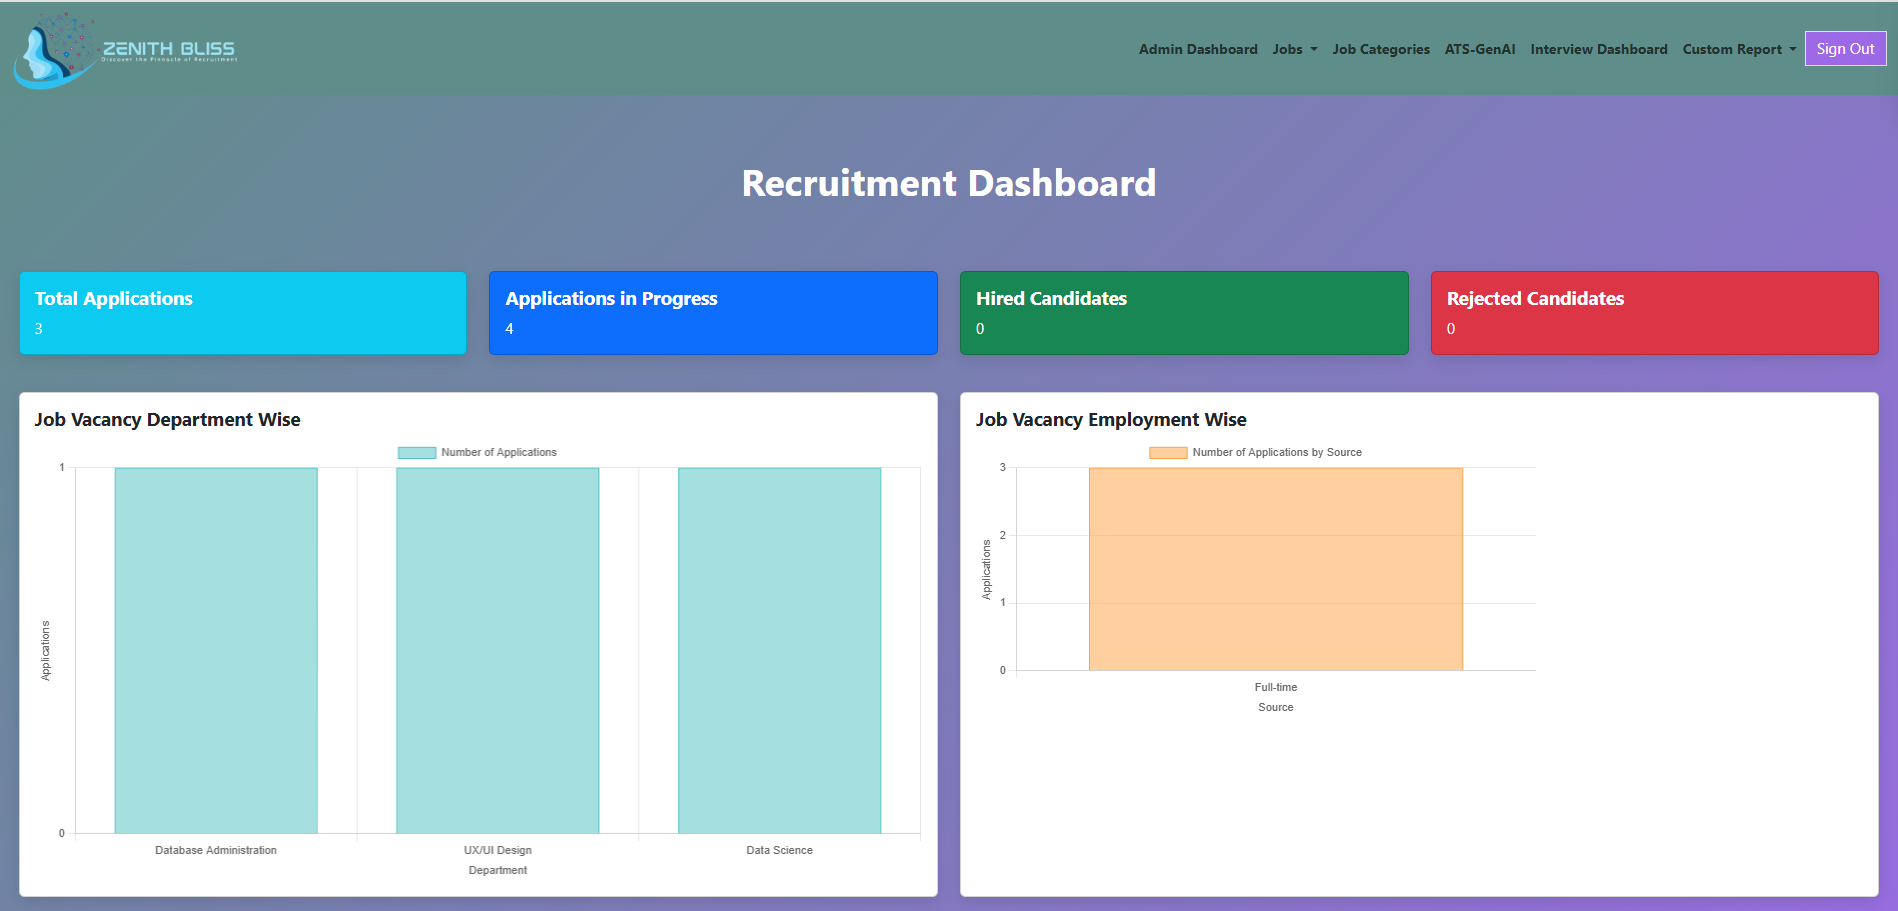 ZENITH BLISS
Discover the Pinnacle of Recruitment
Admin Dashboard Jobs Job Categories ATS-GenAI Interview Dashboard Custom Report Sign Out
Recruitment Dashboard
Total Applications
3
Applications in Progress
4
Hired Candidates
0
Rejected Candidates
0
Job Vacancy Department Wise
Number of Applications
1
0
Applications
Database Administration UX/UI Design Data Science
Department
Job Vacancy Employment Wise
Number of Applications by Source
3
2
1
0
Applications
Full-time
Source